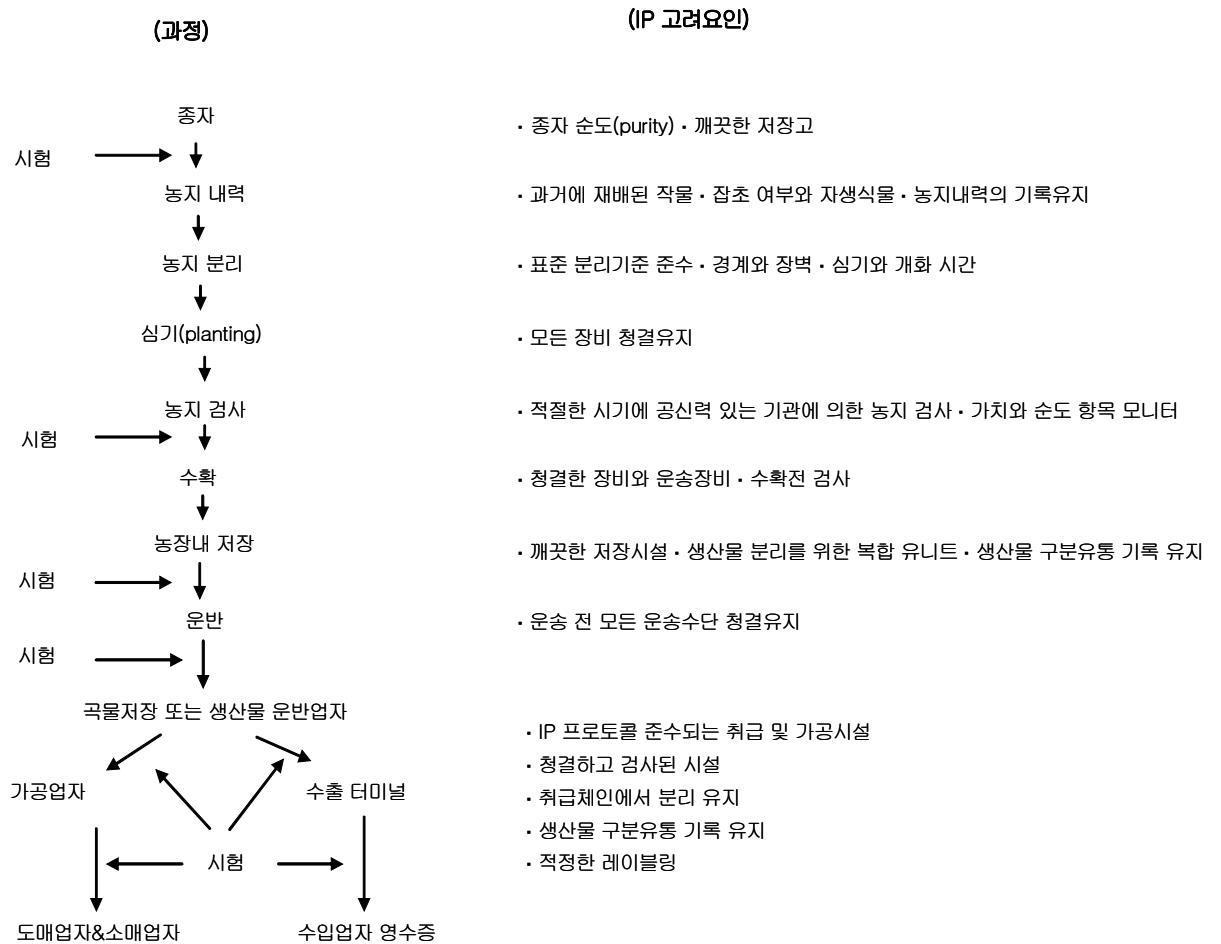 (과정)
(IP 고려요인)
종자
· 종자 순도(purity) · 깨끗한 저장고
시험
농지 내력
· 과거에 재배된 작물 · 잡초 여부와 자생식물 · 농지내력의 기록유지
농지 분리
· 표준 분리기준 준수 · 경계와 장벽 · 심기와 개화 시간
심기(planting)
· 모든 장비 청결유지
농지 검사
· 적절한 시기에 공신력 있는 기관에 의한 농지 검사 · 가치와 순도 항목 모니터
시험
수확
· 청결한 장비와 운송장비 · 수확전 검사
농장내 저장
· 깨끗한 저장시설 · 생산물 분리를 위한 복합 유니트 · 생산물 구분유통 기록 유지
시험
운반
· 운송 전 모든 운송수단 청결유지
시험
곡물저장 또는 생산물 운반업자
· IP 프로토콜 준수되는 취급 및 가공시설
· 청결하고 검사된 시설
가공업자
수출 터미널
· 취급체인에서 분리 유지
· 생산물 구분유통 기록 유지
시험
· 적정한 레이블링
도매업자&소매업자
수입업자 영수증